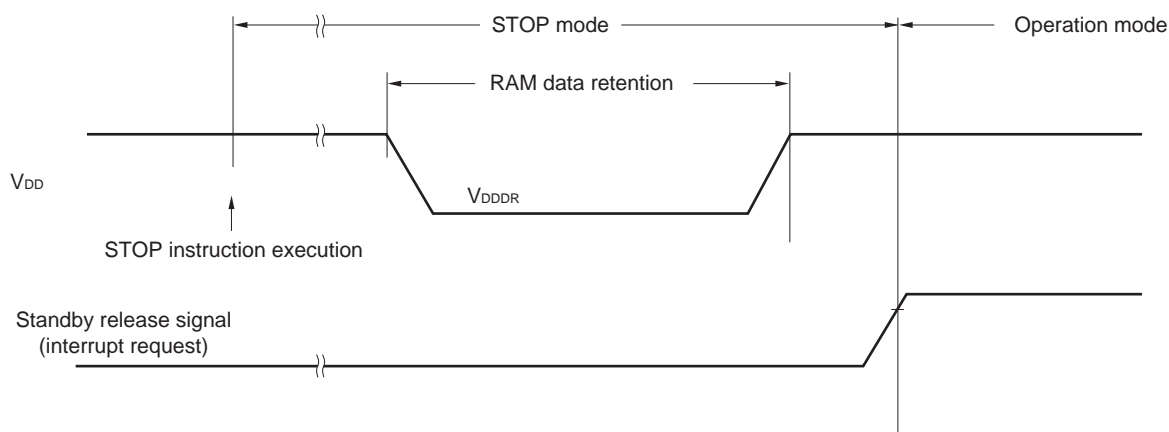 STOP mode
Operation mode
RAM data retention
VDD
VDDDR
STOP instruction execution
Standby release signal
(interrupt request)